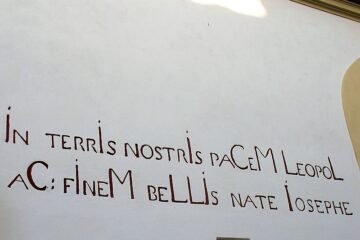 in terrIs nostrIs paCeM LeopoL
aC: fIneM beLLIs nate Iosephe